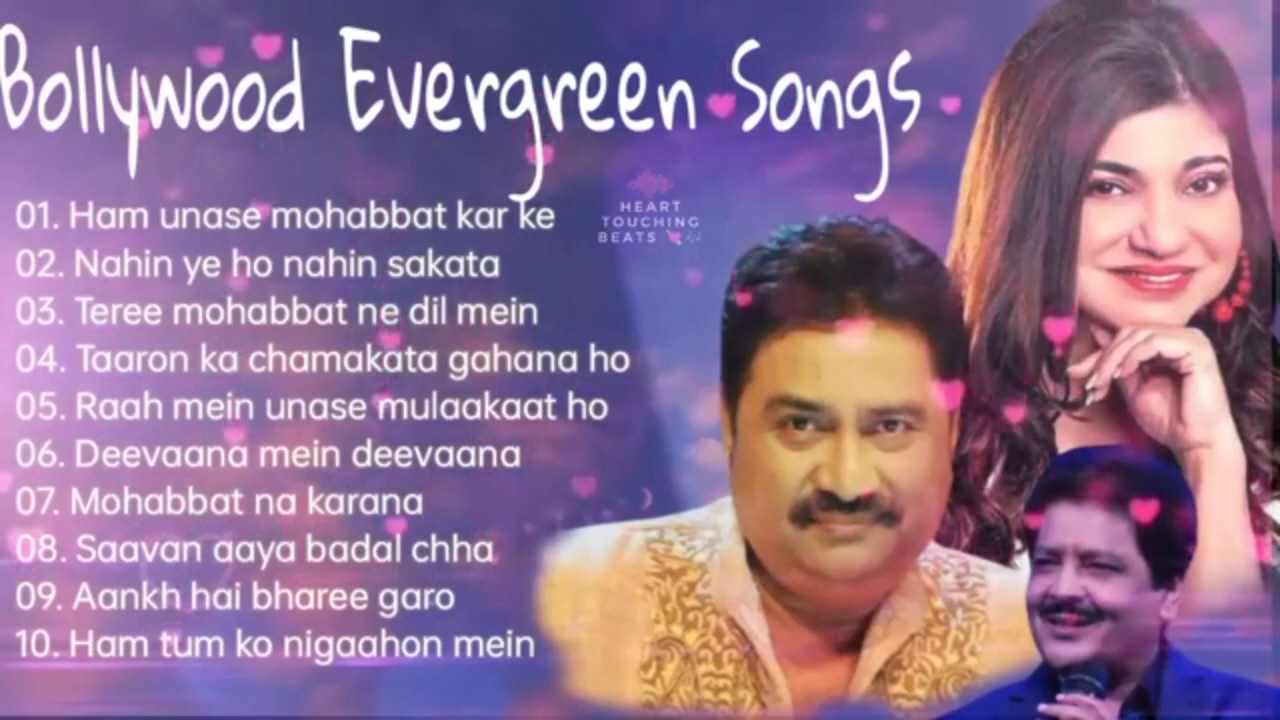 Bollywood Evergreen Songs
01. Ham unase mohabbat kar ke
02. Nahin ye ho nahin sakata
03. Teree mohabbat ne dil mein
04. Taaron ka chamakata gahana ho
05. Raah mein unase mulaakaat ho
06. Deevaana mein deevaana
07. Mohabbat na karana
08. Saavan aaya badal chha
09. Aankh hai bharee garo
10. Ham tum ko nigaahon mein
HEART
TOUCHING
BEATS